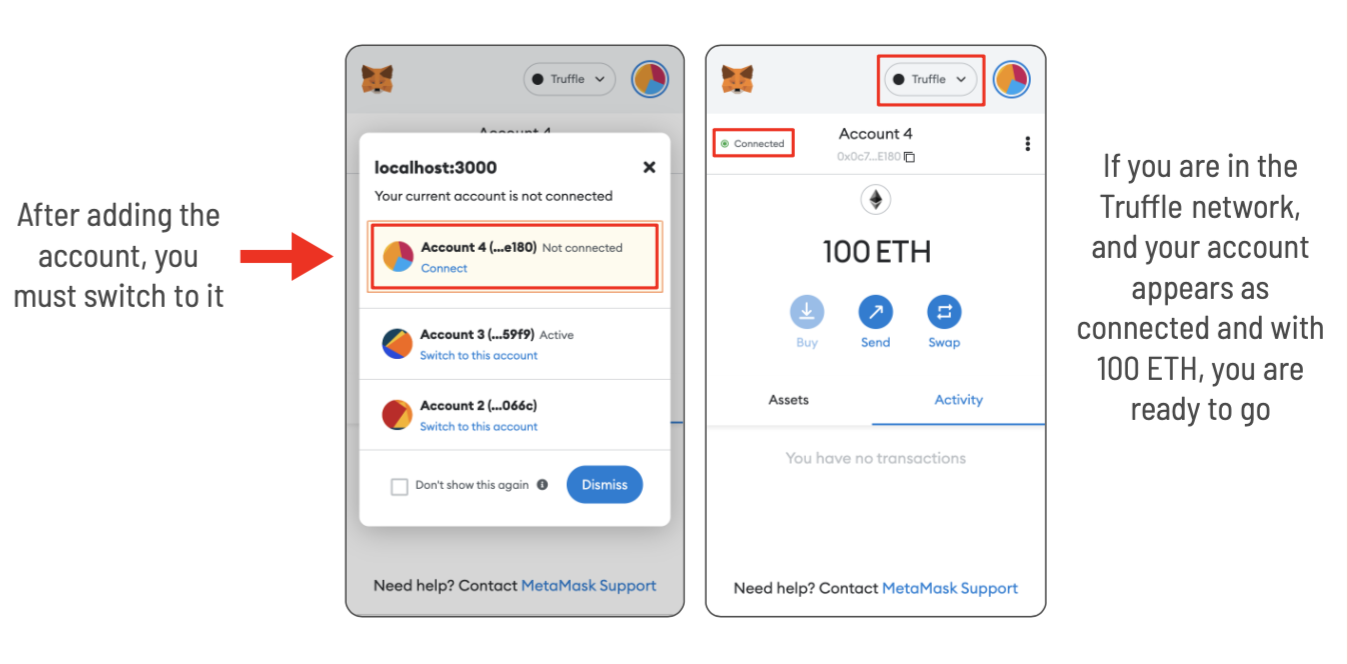 After adding the
account, you
must switch to it
Truffle
Account 4
localhost:3000
Your current account is not connected
Account 4 (...e180) Not connected
Connect
Account 3 (...59f9) Active
Switch to this account
Account 2 (...066c)
Switch to this account
Don't show this again
Dismiss
Need help? Contact MetaMask Support
Truffle
Connected
Account 4
0x0c7...E180
100 ETH
Buy
Send
Swap
Assets
Activity
You have no transactions
Need help? Contact MetaMask Support
If you are in the
Truffle network,
and your account
appears as
connected and with
100 ETH, you are
ready to go